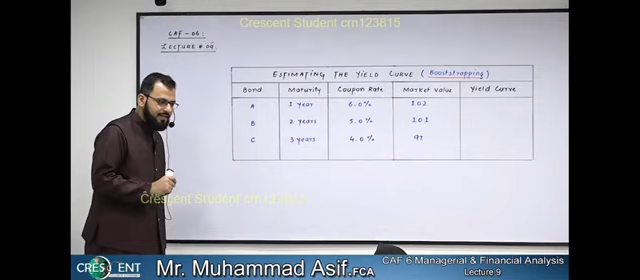 Crescent Student crn123815
CAF - 06:
Lecture # 09
ESTIMATING THE YIELD CURVE (Bootstrapping)
Bond Maturity Coupon Rate Market Value Yield Curve
A 1 year 6.0% 102
B 2 years 5.0% 101
C 3 years 4.0%
Crescent Student crn123815
CRESCENT
Mr. Muhammad Asif.FCA
CAF 6 Managerial & Financial Analysis
Lecture 9